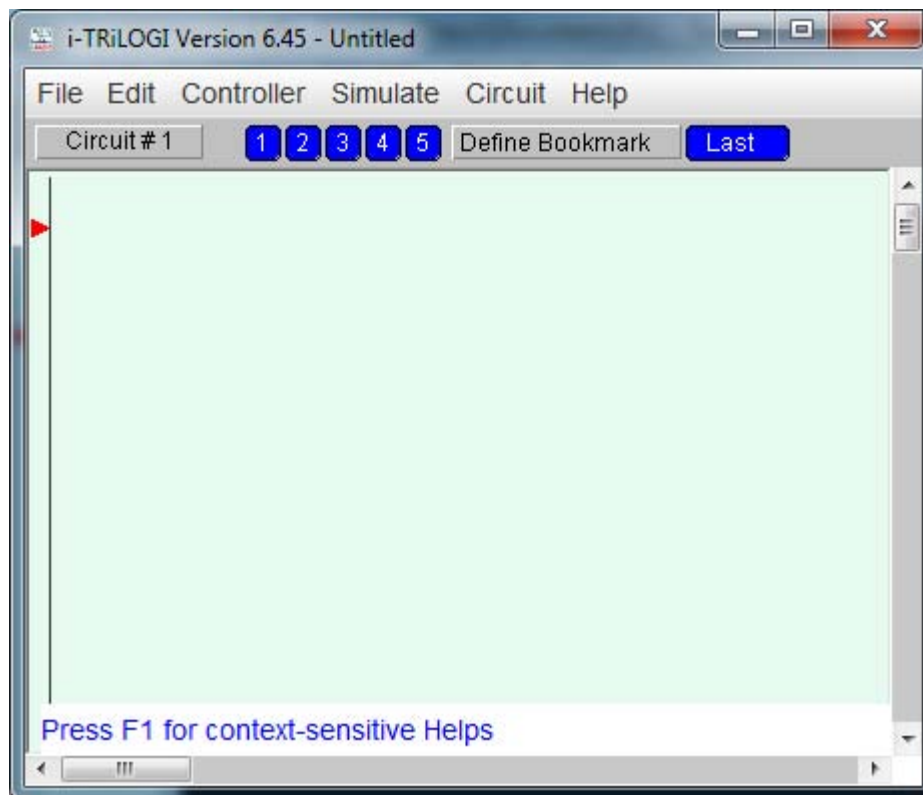 i-TRiLOGI Version 6.45 - Untitled
File Edit Controller Simulate Circuit Help
Circuit # 1 1 2 3 4 5 Define Bookmark Last
Press F1 for context-sensitive Helps